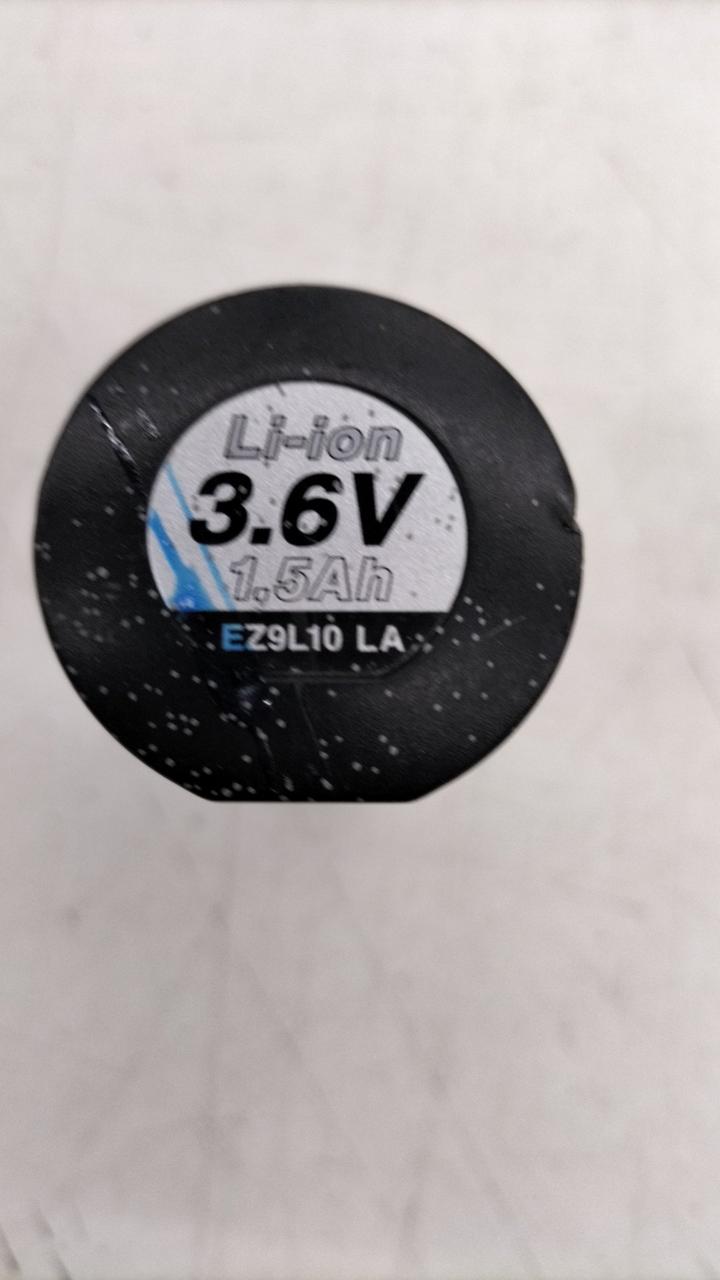 Li-ion
3.6V
1.5Ah
EZ9L10 LA